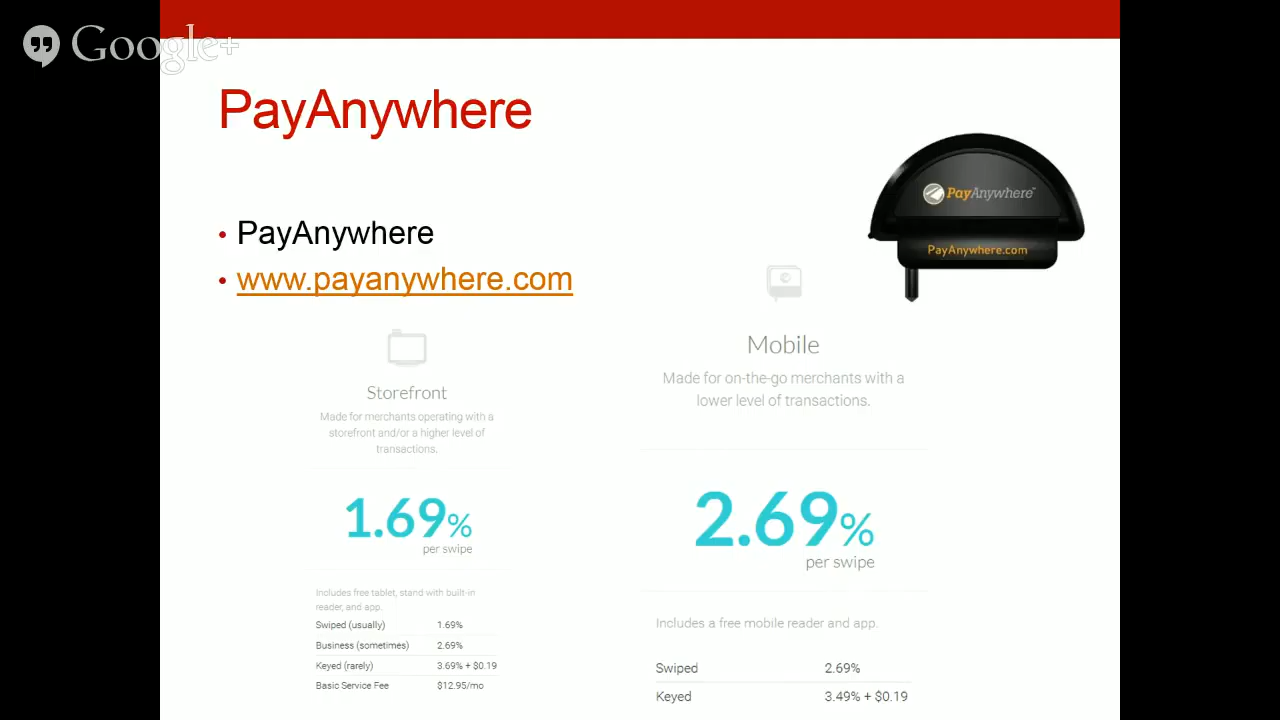 Google+
PayAnywhere
PayAnywhere™
PayAnywhere.com
• PayAnywhere
• www.payanywhere.com
Storefront
Made for merchants operating with a
storefront and/or a higher level of
transactions.
1.69%
per swipe
Includes free tablet, stand with built-in
reader, and app.
Swiped (usually) 1.69%
Business (sometimes) 2.69%
Keyed (rarely) 3.69% + $0.19
Basic Service Fee $12.95/mo
Mobile
Made for on-the-go merchants with a
lower level of transactions.
2.69%
per swipe
Includes a free mobile reader and app.
Swiped 2.69%
Keyed 3.49% + $0.19